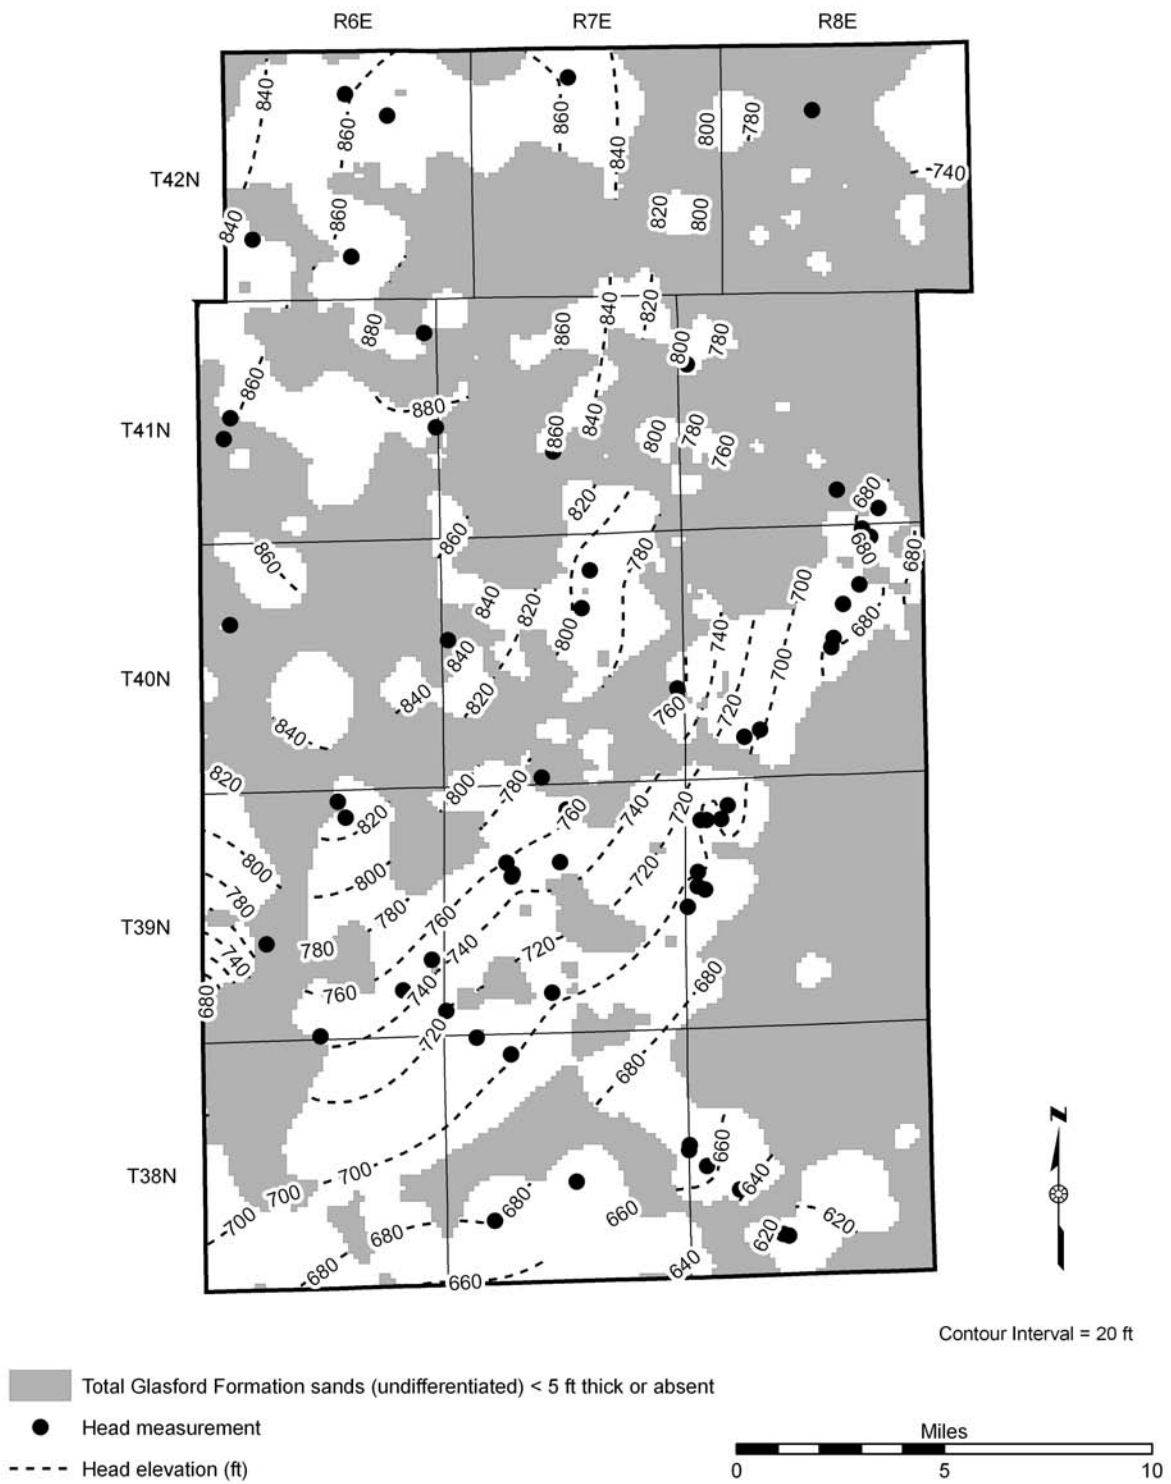 R6E R7E R8E
840 860 860 840 800 780
T42N 740
840 860 820 800
880 860 840 820 800 780
860
880
T41N 860 840 800 780 760
820 680
860 860 780 680 680
840 820 800 740 700 680
T40N 840 700
840 820 760 720
840
820 800 780
820 760 740 720
800 800 720
780 780 760
T39N 780 740 720
740 760 740 680
680 720
680
T38N 700 660 640
700 700 680 660 620
680 620
680 660 640
N
Contour Interval = 20 ft
Total Glasford Formation sands (undifferentiated) < 5 ft thick or absent
Head measurement
Miles
Head elevation (ft)
0 5 10